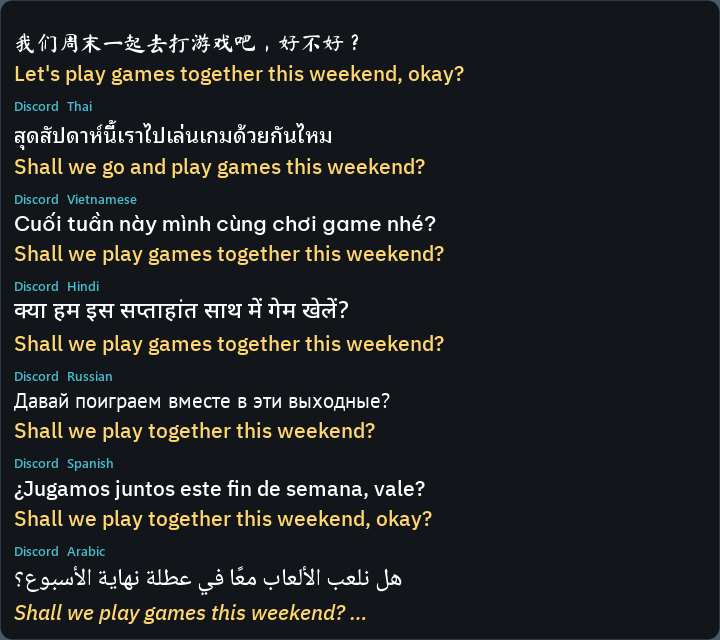 我们周末一起去打游戏吧，好不好？
Let's play games together this weekend, okay?
Discord Thai
สุดสัปดาห์นี้เราไปเล่นเกมด้วยกันไหม
Shall we go and play games this weekend?
Discord Vietnamese
Cuối tuần này mình cùng chơi game nhé?
Shall we play games together this weekend?
Discord Hindi
क्या हम इस सप्ताहांत साथ में गेम खेलें?
Shall we play games together this weekend?
Discord Russian
Давай поиграем вместе в эти выходные?
Shall we play together this weekend?
Discord Spanish
¿Jugamos juntos este fin de semana, vale?
Shall we play together this weekend, okay?
Discord Arabic
هل نلعب الألعاب معًا في عطلة نهاية الأسبوع؟
Shall we play games this weekend? ...